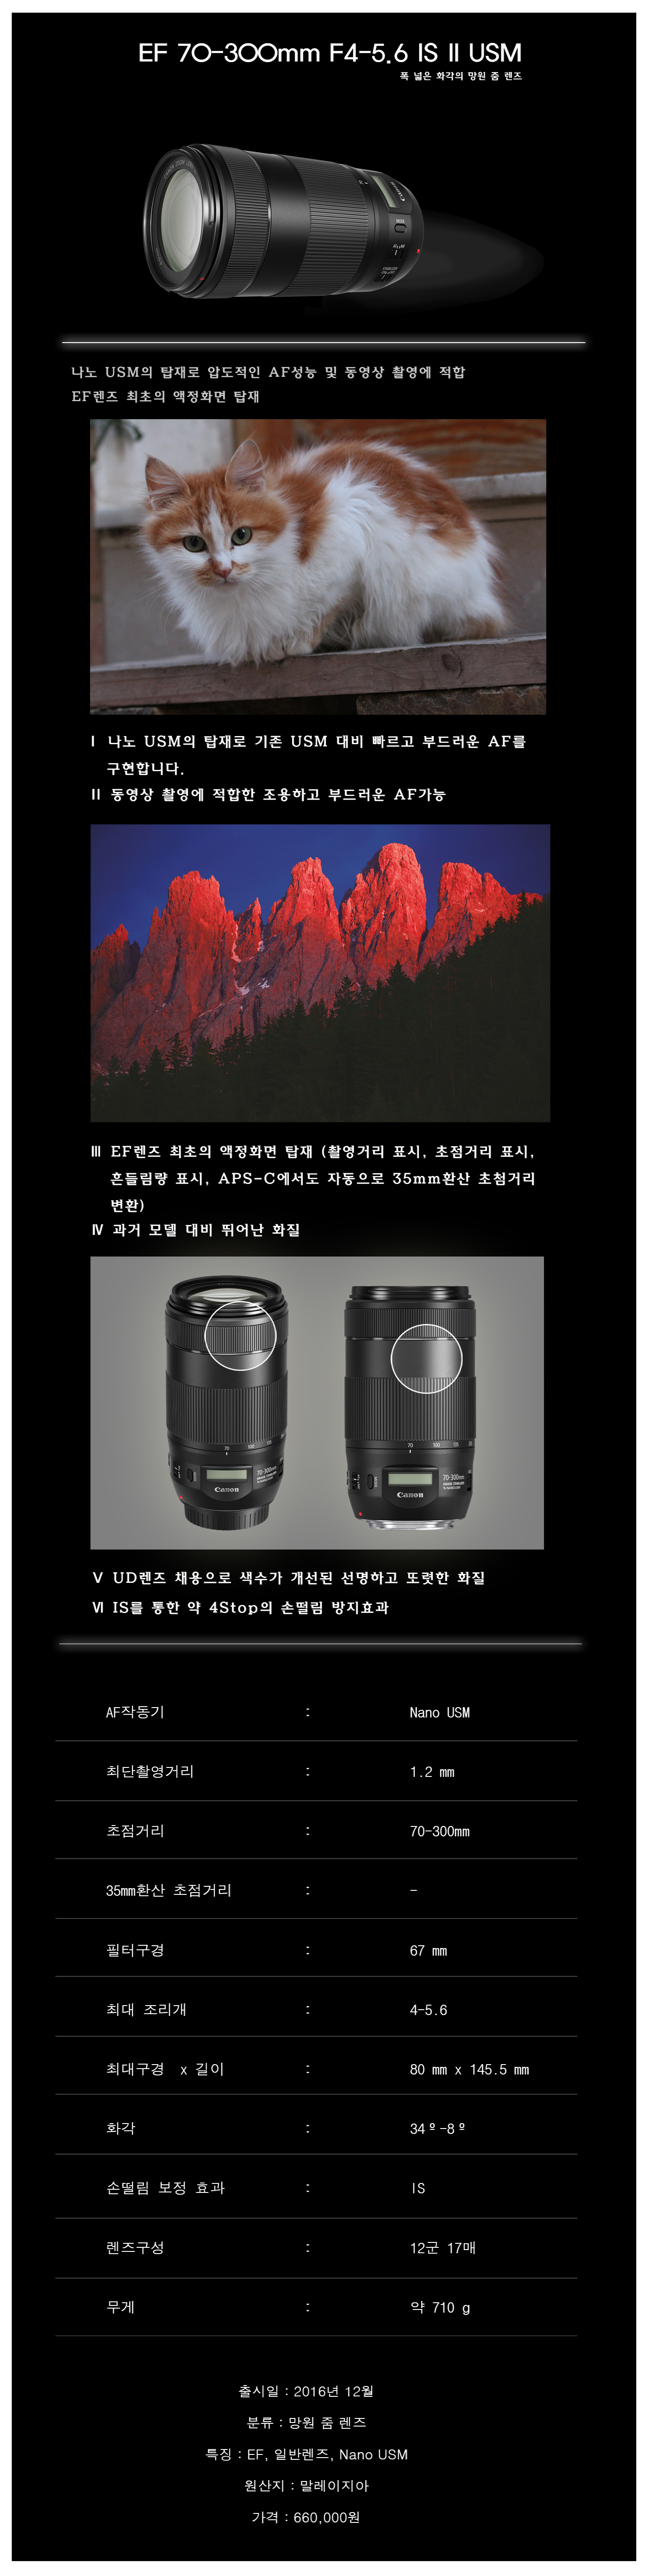 EF 70-300mm F4-5.6 IS II USM
폭 넓은 화각의 망원 줌 렌즈
Canon
MODE
나노 USM의 탑재로 압도적인 AF성능 및 동영상 촬영에 적합
EF렌즈 최초의 액정화면 탑재
Ⅰ 나노 USM의 탑재로 기존 USM 대비 빠르고 부드러운 AF를
구현합니다.
Ⅱ 동영상 촬영에 적합한 조용하고 부드러운 AF가능
Ⅲ EF렌즈 최초의 액정화면 탑재 (촬영거리 표시, 초점거리 표시,
흔들림량 표시, APS-C에서도 자동으로 35mm환산 초첨거리
변환)
Ⅳ 과거 모델 대비 뛰어난 화질
70 100 135
70 100 135
70-300mm
70-300mm
Canon
Canon
Ⅴ UD렌즈 채용으로 색수가 개선된 선명하고 또렷한 화질
Ⅵ IS를 통한 약 4Stop의 손떨림 방지효과
AF작동기 : Nano USM
최단촬영거리 : 1.2 mm
초점거리 : 70-300mm
35mm환산 초점거리 : -
필터구경 : 67 mm
최대 조리개 : 4-5.6
최대구경 x 길이 : 80 mm x 145.5 mm
화각 : 34º-8º
손떨림 보정 효과 : IS
렌즈구성 : 12군 17매
무게 : 약 710 g
출시일 : 2016년 12월
분류 : 망원 줌 렌즈
특징 : EF, 일반렌즈, Nano USM
원산지 : 말레이지아
가격 : 660,000원